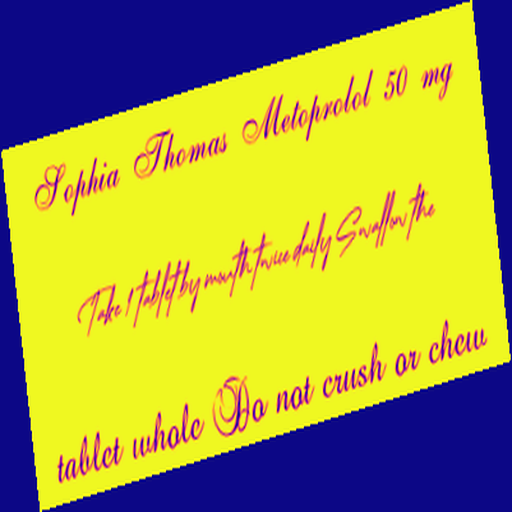 Sophia Thomas Metoprolol 50 mg
Take 1 tablet by mouth twice daily Swallow the
tablet whole Do not crush or chew